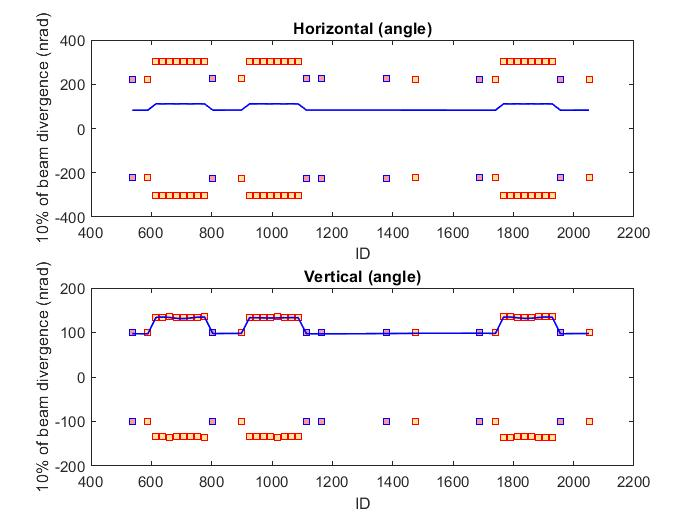 Horizontal (angle)
10% of beam divergence (nrad)
400
200
0
-200
-400
400 600 800 1000 1200 1400 1600 1800 2000 2200
ID
Vertical (angle)
10% of beam divergence (nrad)
200
100
0
-100
-200
400 600 800 1000 1200 1400 1600 1800 2000 2200
ID